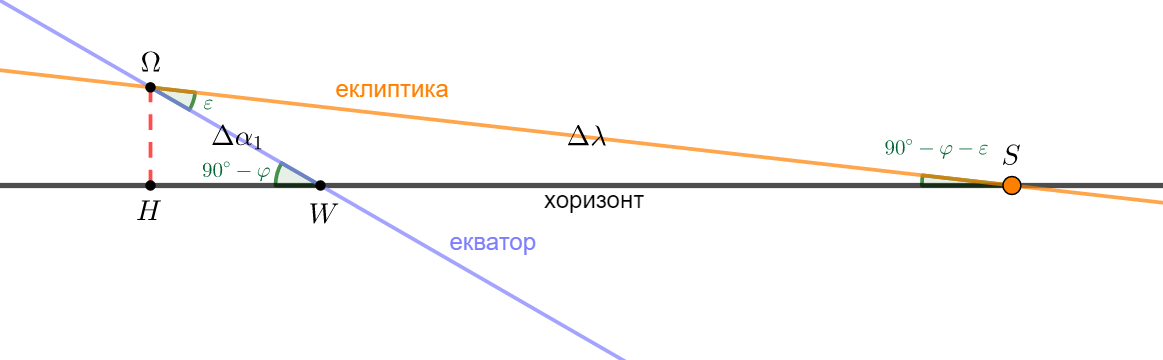 Ω
еклиптика
ε
Δα₁
Δλ
90° − φ − ε
S
90° − φ
H
W
хоризонт
екватор